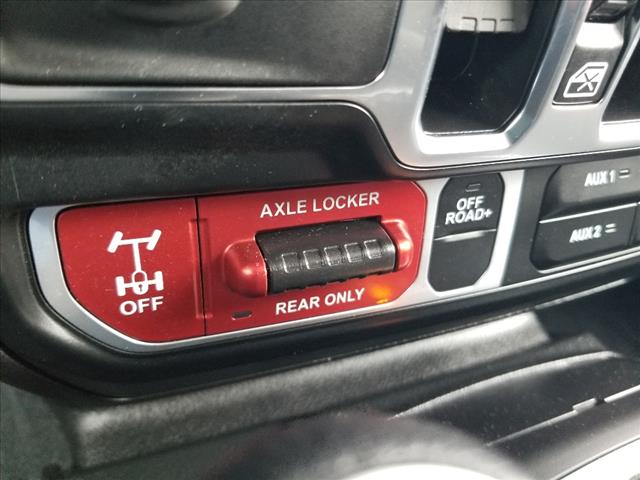 AXLE LOCKER
OFF
REAR ONLY
OFF
ROAD+
AUX 1
AUX 2